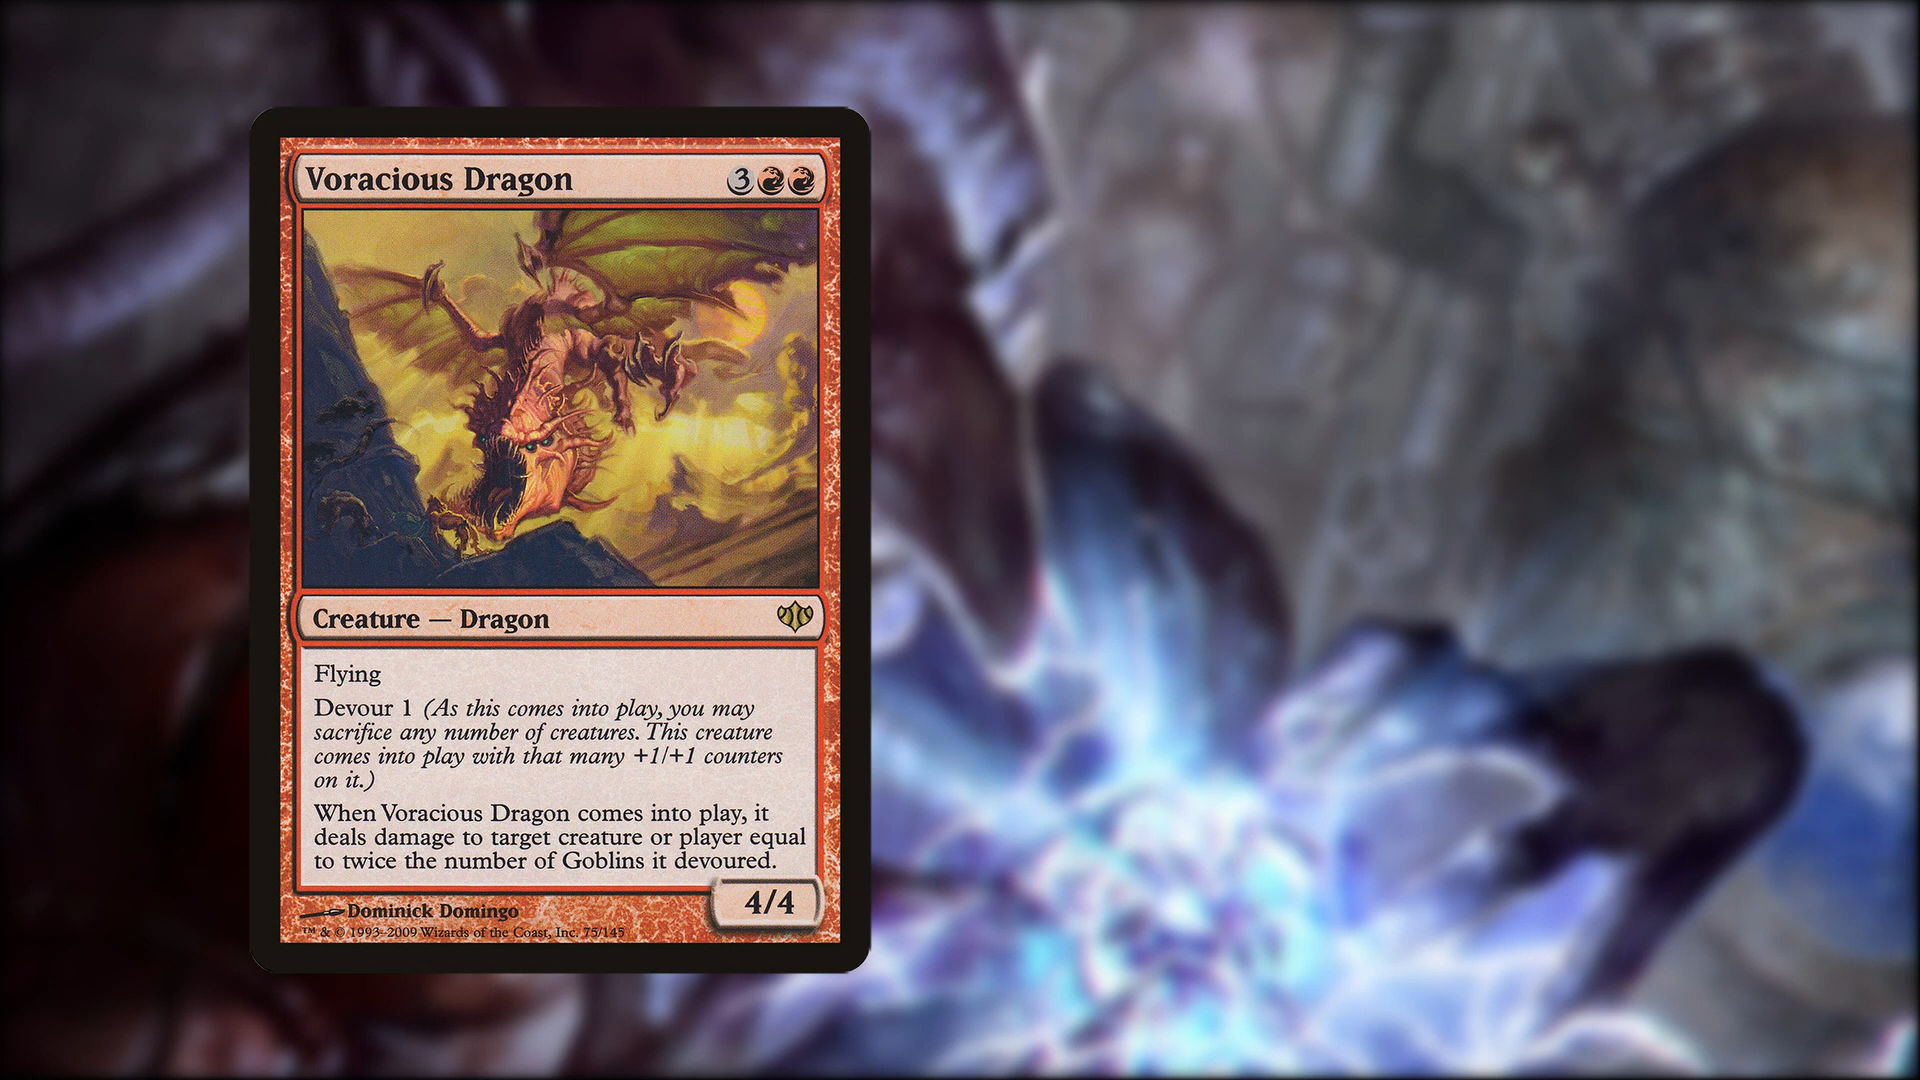 Voracious Dragon 3
Creature — Dragon
Flying
Devour 1 (As this comes into play, you may
sacrifice any number of creatures. This creature
comes into play with that many +1/+1 counters
on it.)
When Voracious Dragon comes into play, it
deals damage to target creature or player equal
to twice the number of Goblins it devoured.
4/4
Dominick Domingo
™ & © 1993–2009 Wizards of the Coast, Inc. 75/145